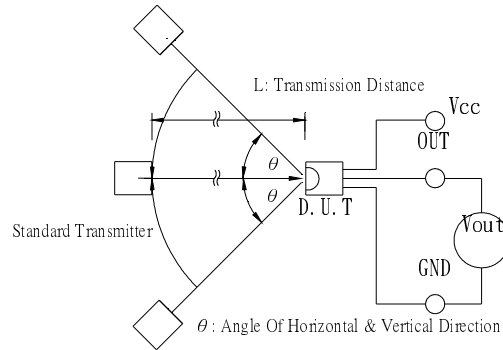 L: Transmission Distance
Vcc
OUT
θ
θ
D.U.T
Standard Transmitter
Vout
GND
θ: Angle Of Horizontal & Vertical Direction